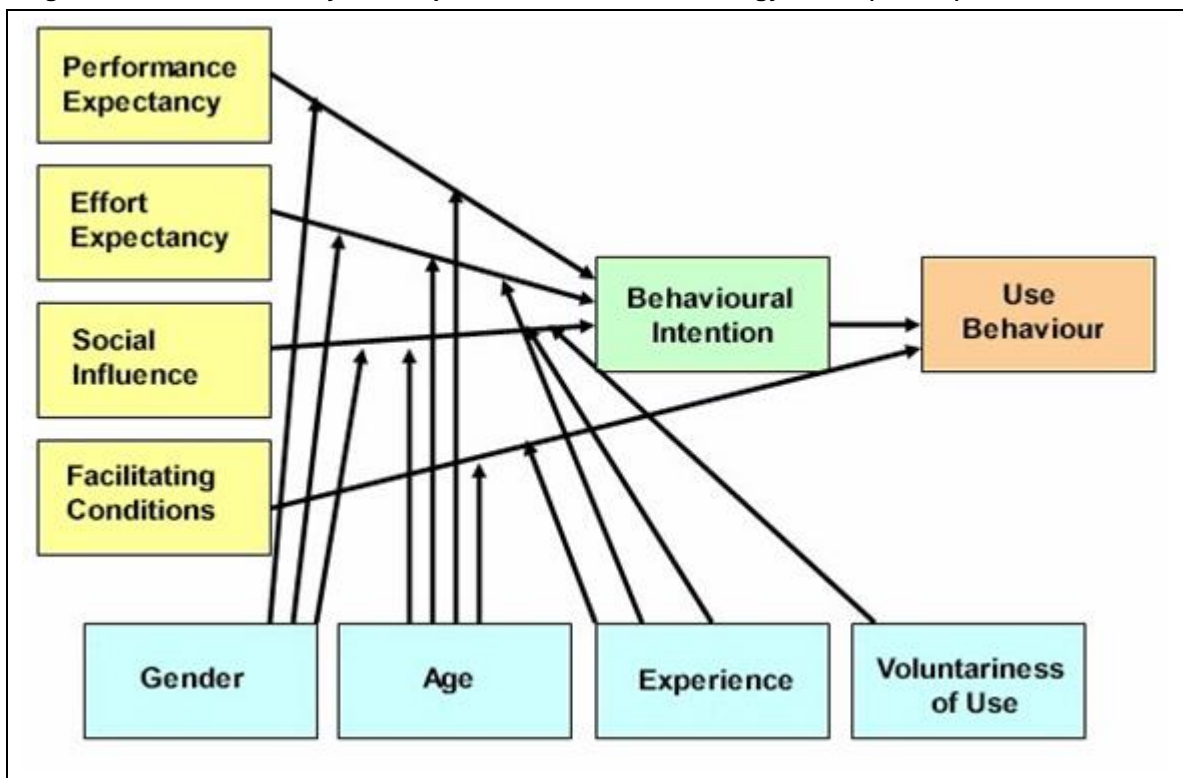 Performance
Expectancy
Effort
Expectancy
Social
Influence
Facilitating
Conditions
Behavioural
Intention
Use
Behaviour
Gender
Age
Experience
Voluntariness
of Use